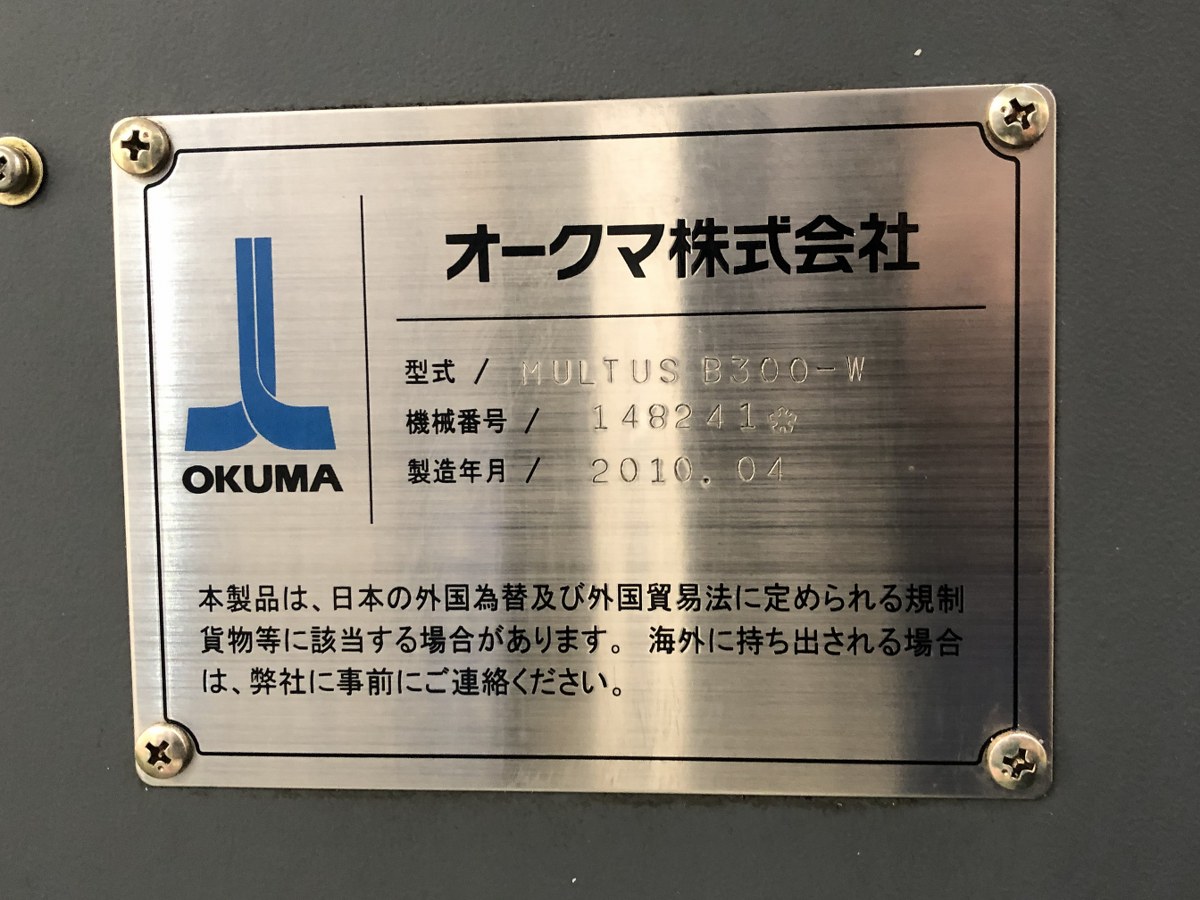 オークマ株式会社
型式 / MULTUS B300-W
機械番号 / 148241
製造年月 / 2010.04
OKUMA
本製品は、日本の外国為替及び外国貿易法に定められる規制
貨物等に該当する場合があります。 海外に持ち出される場合
は、弊社に事前にご連絡ください。